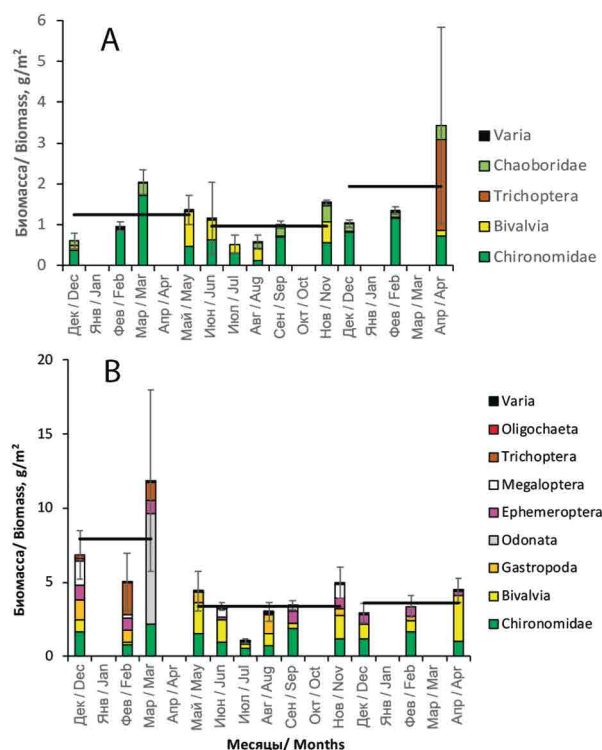 A
Биомасса/ Biomass, g/m²
6
5
4
3
2
1
0
Varia
Chaoboridae
Trichoptera
Bivalvia
Chironomidae
Дек / Dec
Янв / Jan
Фев / Feb
Мар / Mar
Апр / Apr
Май / May
Июн / Jun
Июл / Jul
Авг / Aug
Сен / Sep
Окт / Oct
Нов / Nov
Дек / Dec
Янв / Jan
Фев / Feb
Мар / Mar
Апр / Apr
B
Биомасса/ Biomass, g/m²
20
15
10
5
0
Varia
Oligochaeta
Trichoptera
Megaloptera
Ephemeroptera
Odonata
Gastropoda
Bivalvia
Chironomidae
Дек / Dec
Янв / Jan
Фев / Feb
Мар / Mar
Апр / Apr
Май / May
Июн / Jun
Июл / Jul
Авг / Aug
Сен / Sep
Окт / Oct
Нов / Nov
Дек / Dec
Янв / Jan
Фев / Feb
Мар / Mar
Апр / Apr
Месяцы/ Months